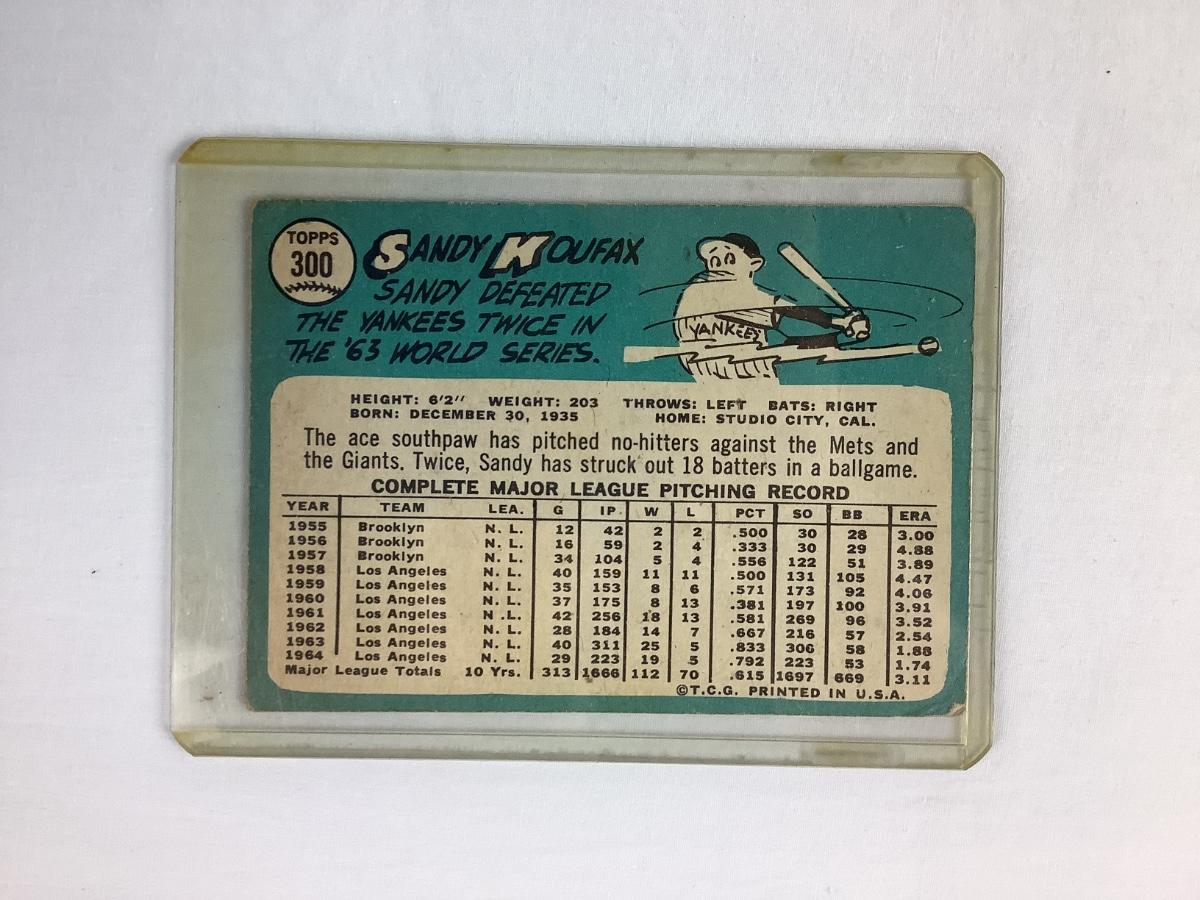 TOPPS
300
SANDY KOUFAX
SANDY DEFEATED
THE YANKEES TWICE IN
THE '63 WORLD SERIES.
YANKEES
HEIGHT: 6'2" WEIGHT: 203 THROWS: LEFT BATS: RIGHT
BORN: DECEMBER 30, 1935 HOME: STUDIO CITY, CAL.
The ace southpaw has pitched no-hitters against the Mets and
the Giants. Twice, Sandy has struck out 18 batters in a ballgame.
COMPLETE MAJOR LEAGUE PITCHING RECORD
YEAR TEAM LEA. G IP W L PCT SO BB ERA
1955 Brooklyn N. L. 12 42 2 2 .500 30 28 3.00
1956 Brooklyn N. L. 16 59 2 4 .333 30 29 4.88
1957 Brooklyn N. L. 34 104 5 4 .556 122 51 3.89
1958 Los Angeles N. L. 40 159 11 11 .500 131 105 4.47
1959 Los Angeles N. L. 35 153 8 6 .571 173 92 4.06
1960 Los Angeles N. L. 37 175 8 13 .381 197 100 3.91
1961 Los Angeles N .L. 42 256 18 13 .581 269 96 3.52
1962 Los Angeles N. L. 28 184 14 7 .667 216 57 2.54
1963 Los Angeles N. L. 40 311 25 5 .833 306 58 1.88
1964 Los Angeles N. L. 29 223 19 5 .792 223 53 1.74
Major League Totals 10 Yrs. 313 1666 112 70 .615 1697 669 3.11
©T.C.G. PRINTED IN U.S.A.